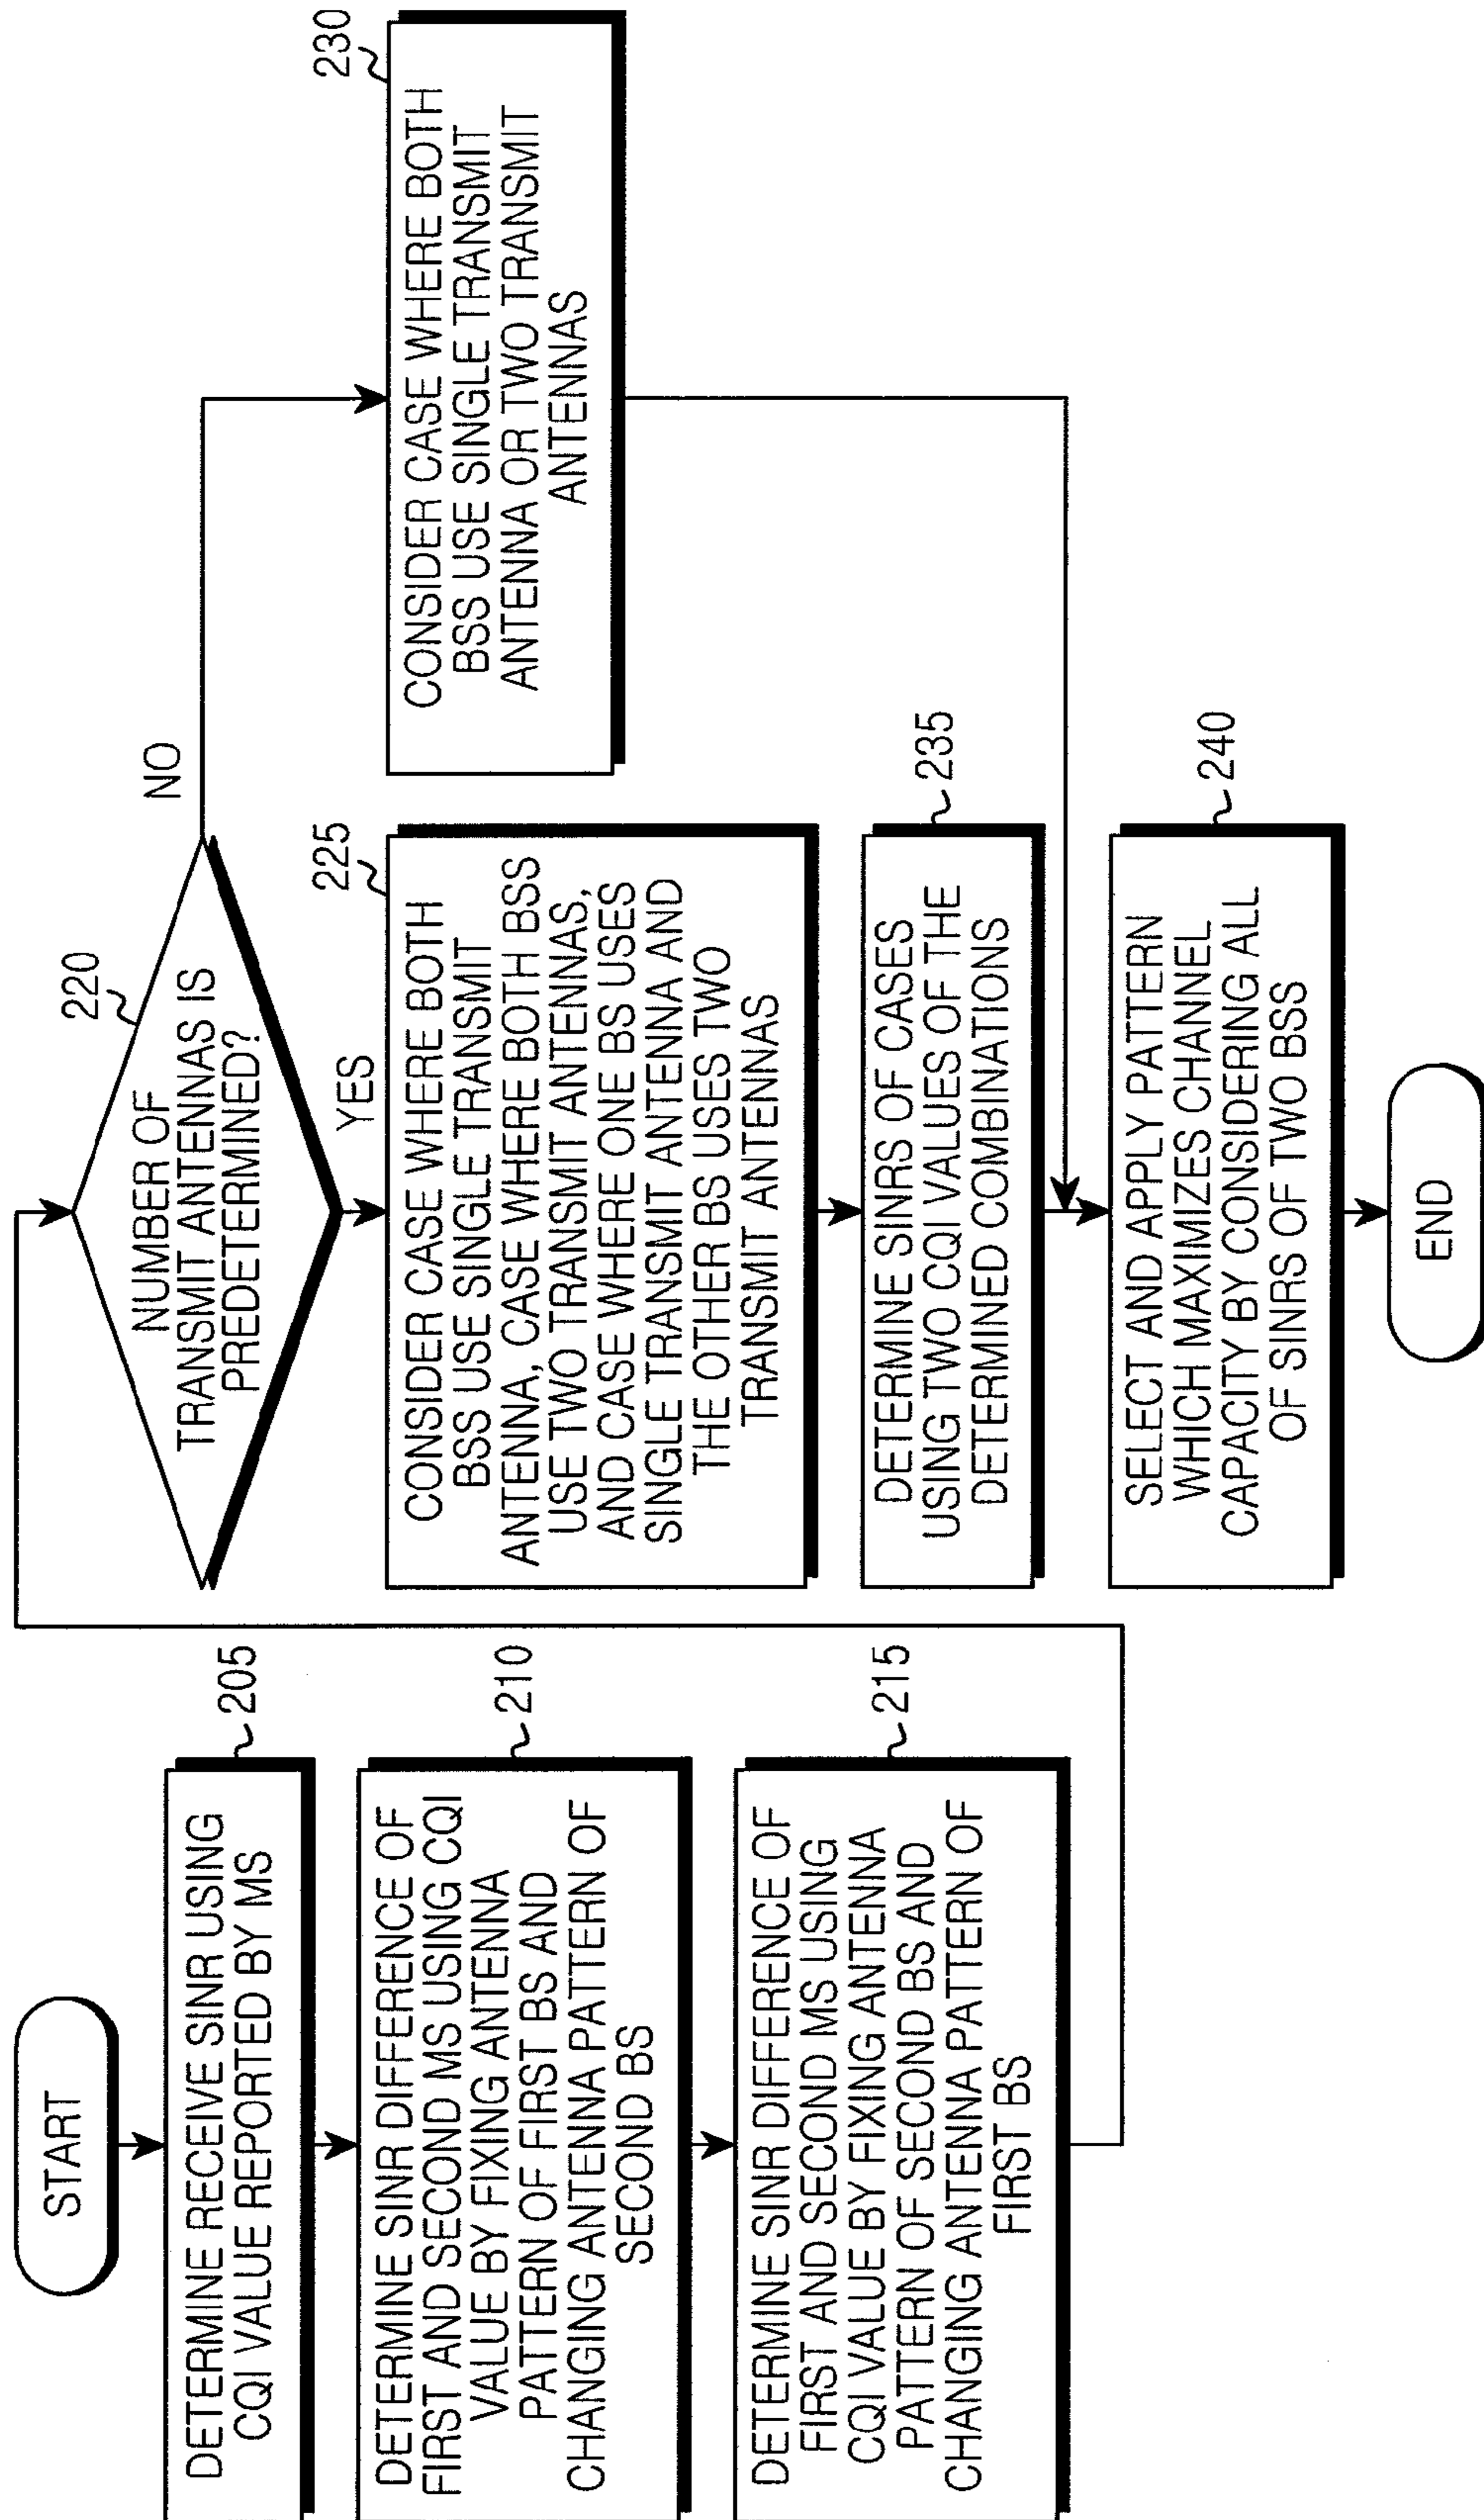 START
DETERMINE RECEIVE SINR USING
CQI VALUE REPORTED BY MS
205
DETERMINE SINR DIFFERENCE OF
FIRST AND SECOND MS USING CQI
VALUE BY FIXING ANTENNA
PATTERN OF FIRST BS AND
CHANGING ANTENNA PATTERN OF
SECOND BS
210
DETERMINE SINR DIFFERENCE OF
FIRST AND SECOND MS USING
CQI VALUE BY FIXING ANTENNA
PATTERN OF SECOND BS AND
CHANGING ANTENNA PATTERN OF
FIRST BS
215
220
NUMBER OF
TRANSMIT ANTENNAS IS
PREDETERMINED?
NO
YES
225
CONSIDER CASE WHERE BOTH
BSS USE SINGLE TRANSMIT
ANTENNA, CASE WHERE BOTH BSS
USE TWO TRANSMIT ANTENNAS,
AND CASE WHERE ONE BS USES
SINGLE TRANSMIT ANTENNA AND
THE OTHER BS USES TWO
TRANSMIT ANTENNAS
230
CONSIDER CASE WHERE BOTH
BSS USE SINGLE TRANSMIT
ANTENNA OR TWO TRANSMIT
ANTENNAS
DETERMINE SINRS OF CASES
USING TWO CQI VALUES OF THE
DETERMINED COMBINATIONS
235
SELECT AND APPLY PATTERN
WHICH MAXIMIZES CHANNEL
CAPACITY BY CONSIDERING ALL
OF SINRS OF TWO BSS
240
END